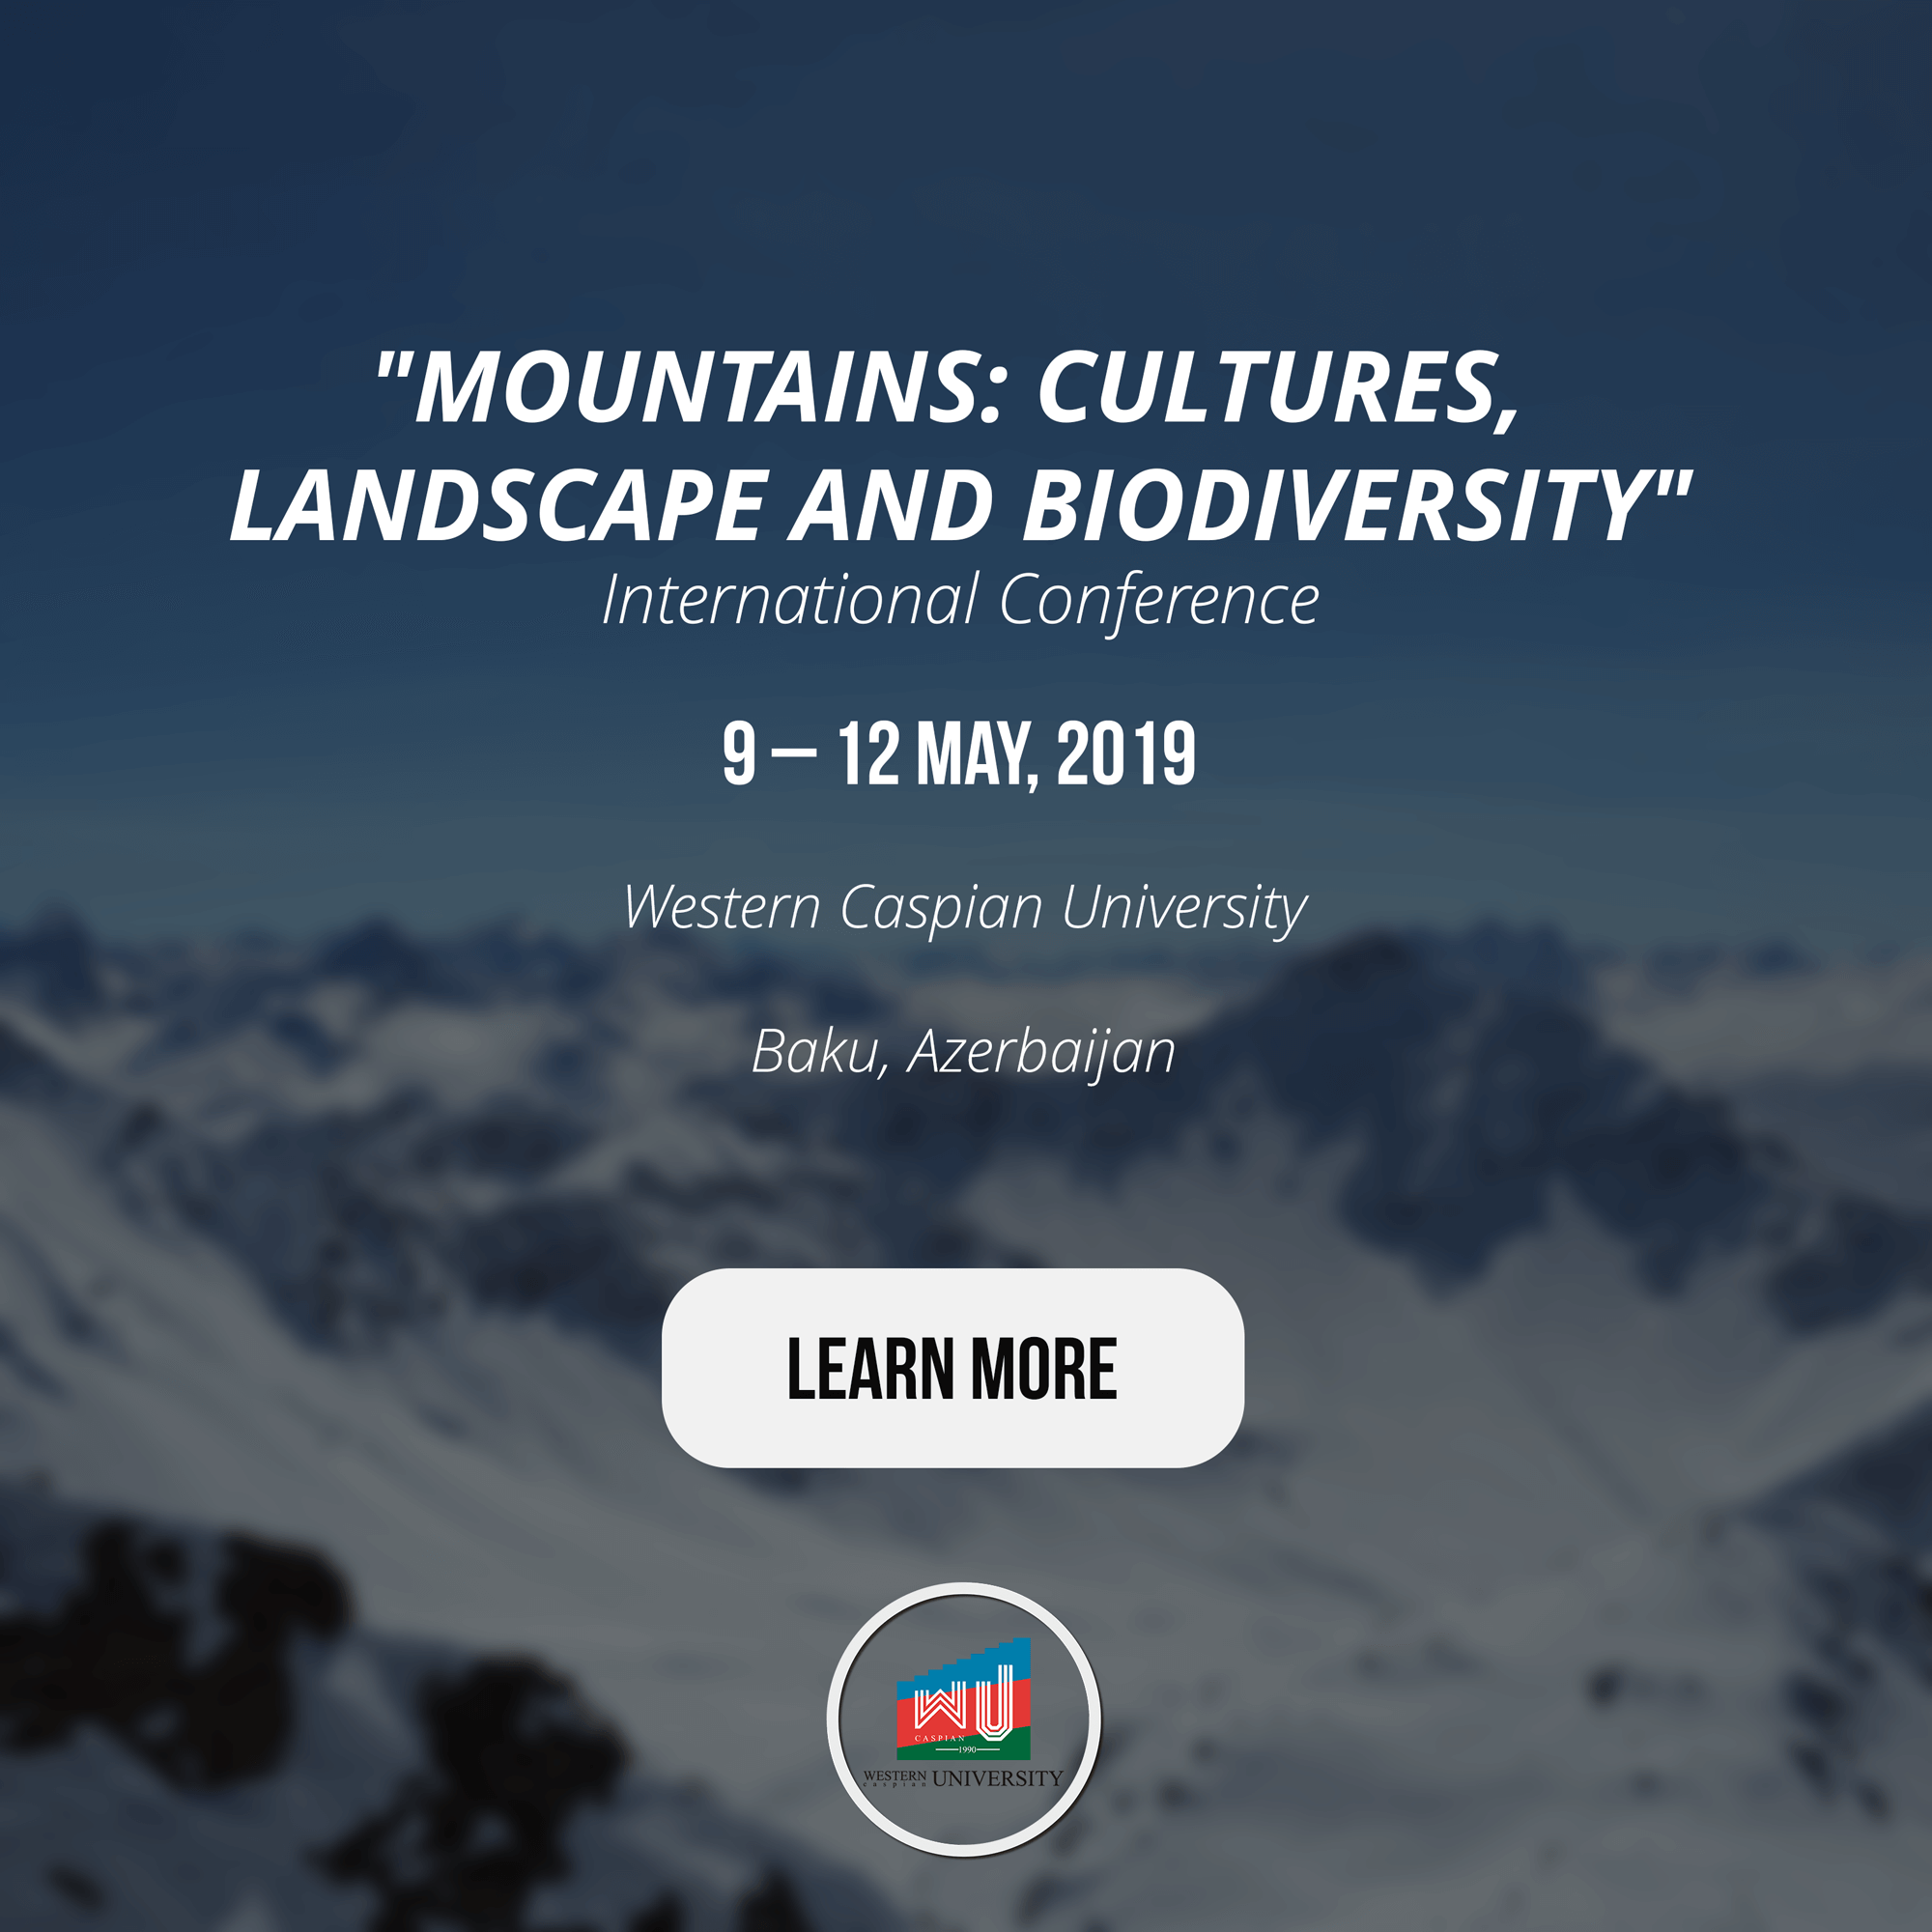 "MOUNTAINS: CULTURES,
LANDSCAPE AND BIODIVERSITY"
International Conference
9 – 12 MAY, 2019
Western Caspian University
Baku, Azerbaijan
LEARN MORE
WU
CASPIAN
1990
WESTERN UNIVERSITY
caspian